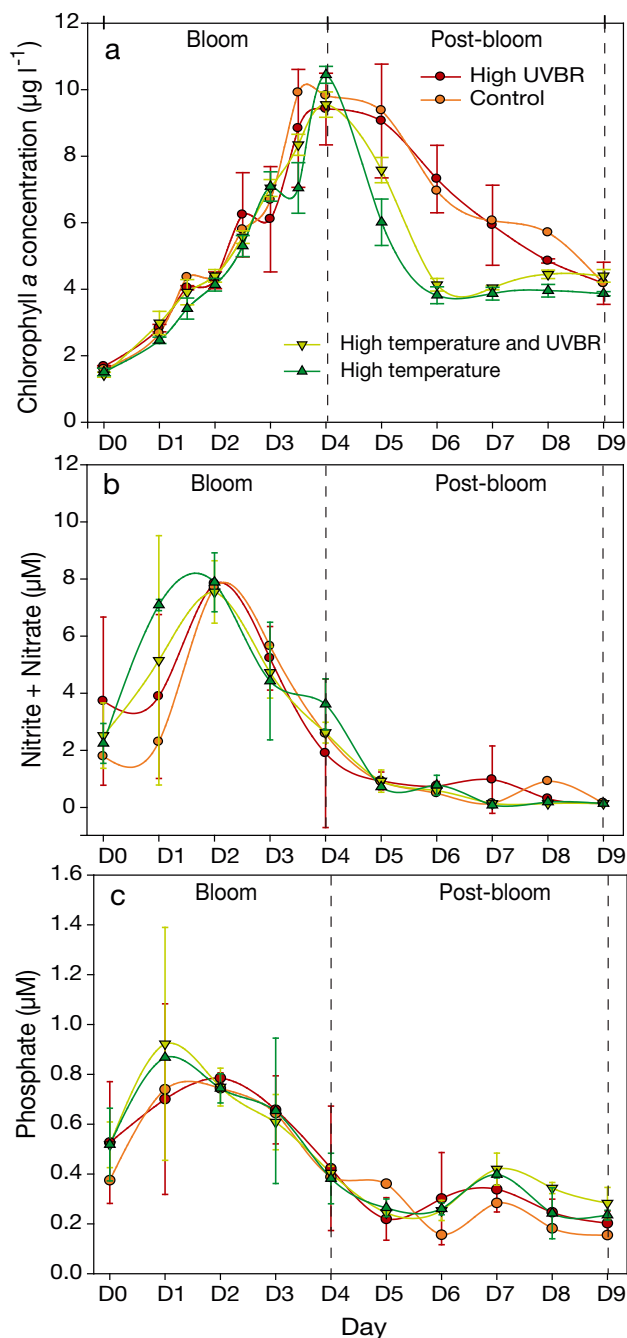 a
Bloom
Post-bloom
High UVBR
Control
High temperature and UVBR
High temperature
Chlorophyll a concentration (µg l⁻¹)
12
10
8
6
4
2
0
D0 D1 D2 D3 D4 D5 D6 D7 D8 D9
b
Bloom
Post-bloom
Nitrite + Nitrate (µM)
12
10
8
6
4
2
0
D0 D1 D2 D3 D4 D5 D6 D7 D8 D9
c
Bloom
Post-bloom
Phosphate (µM)
1.6
1.4
1.2
1.0
0.8
0.6
0.4
0.2
0.0
D0 D1 D2 D3 D4 D5 D6 D7 D8 D9
Day